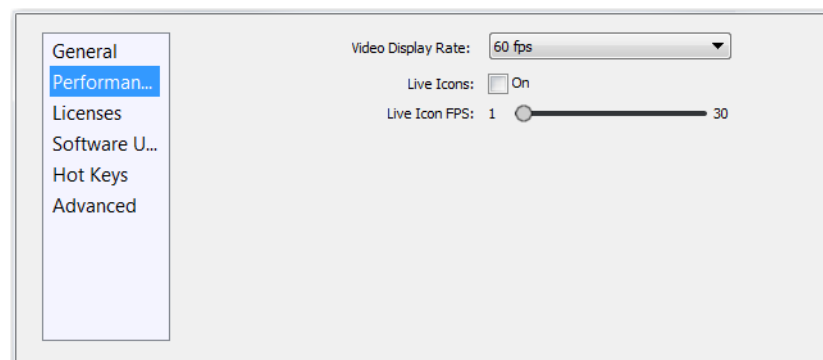 General
Performan...
Licenses
Software U...
Hot Keys
Advanced
Video Display Rate: 60 fps
Live Icons: On
Live Icon FPS: 1 30